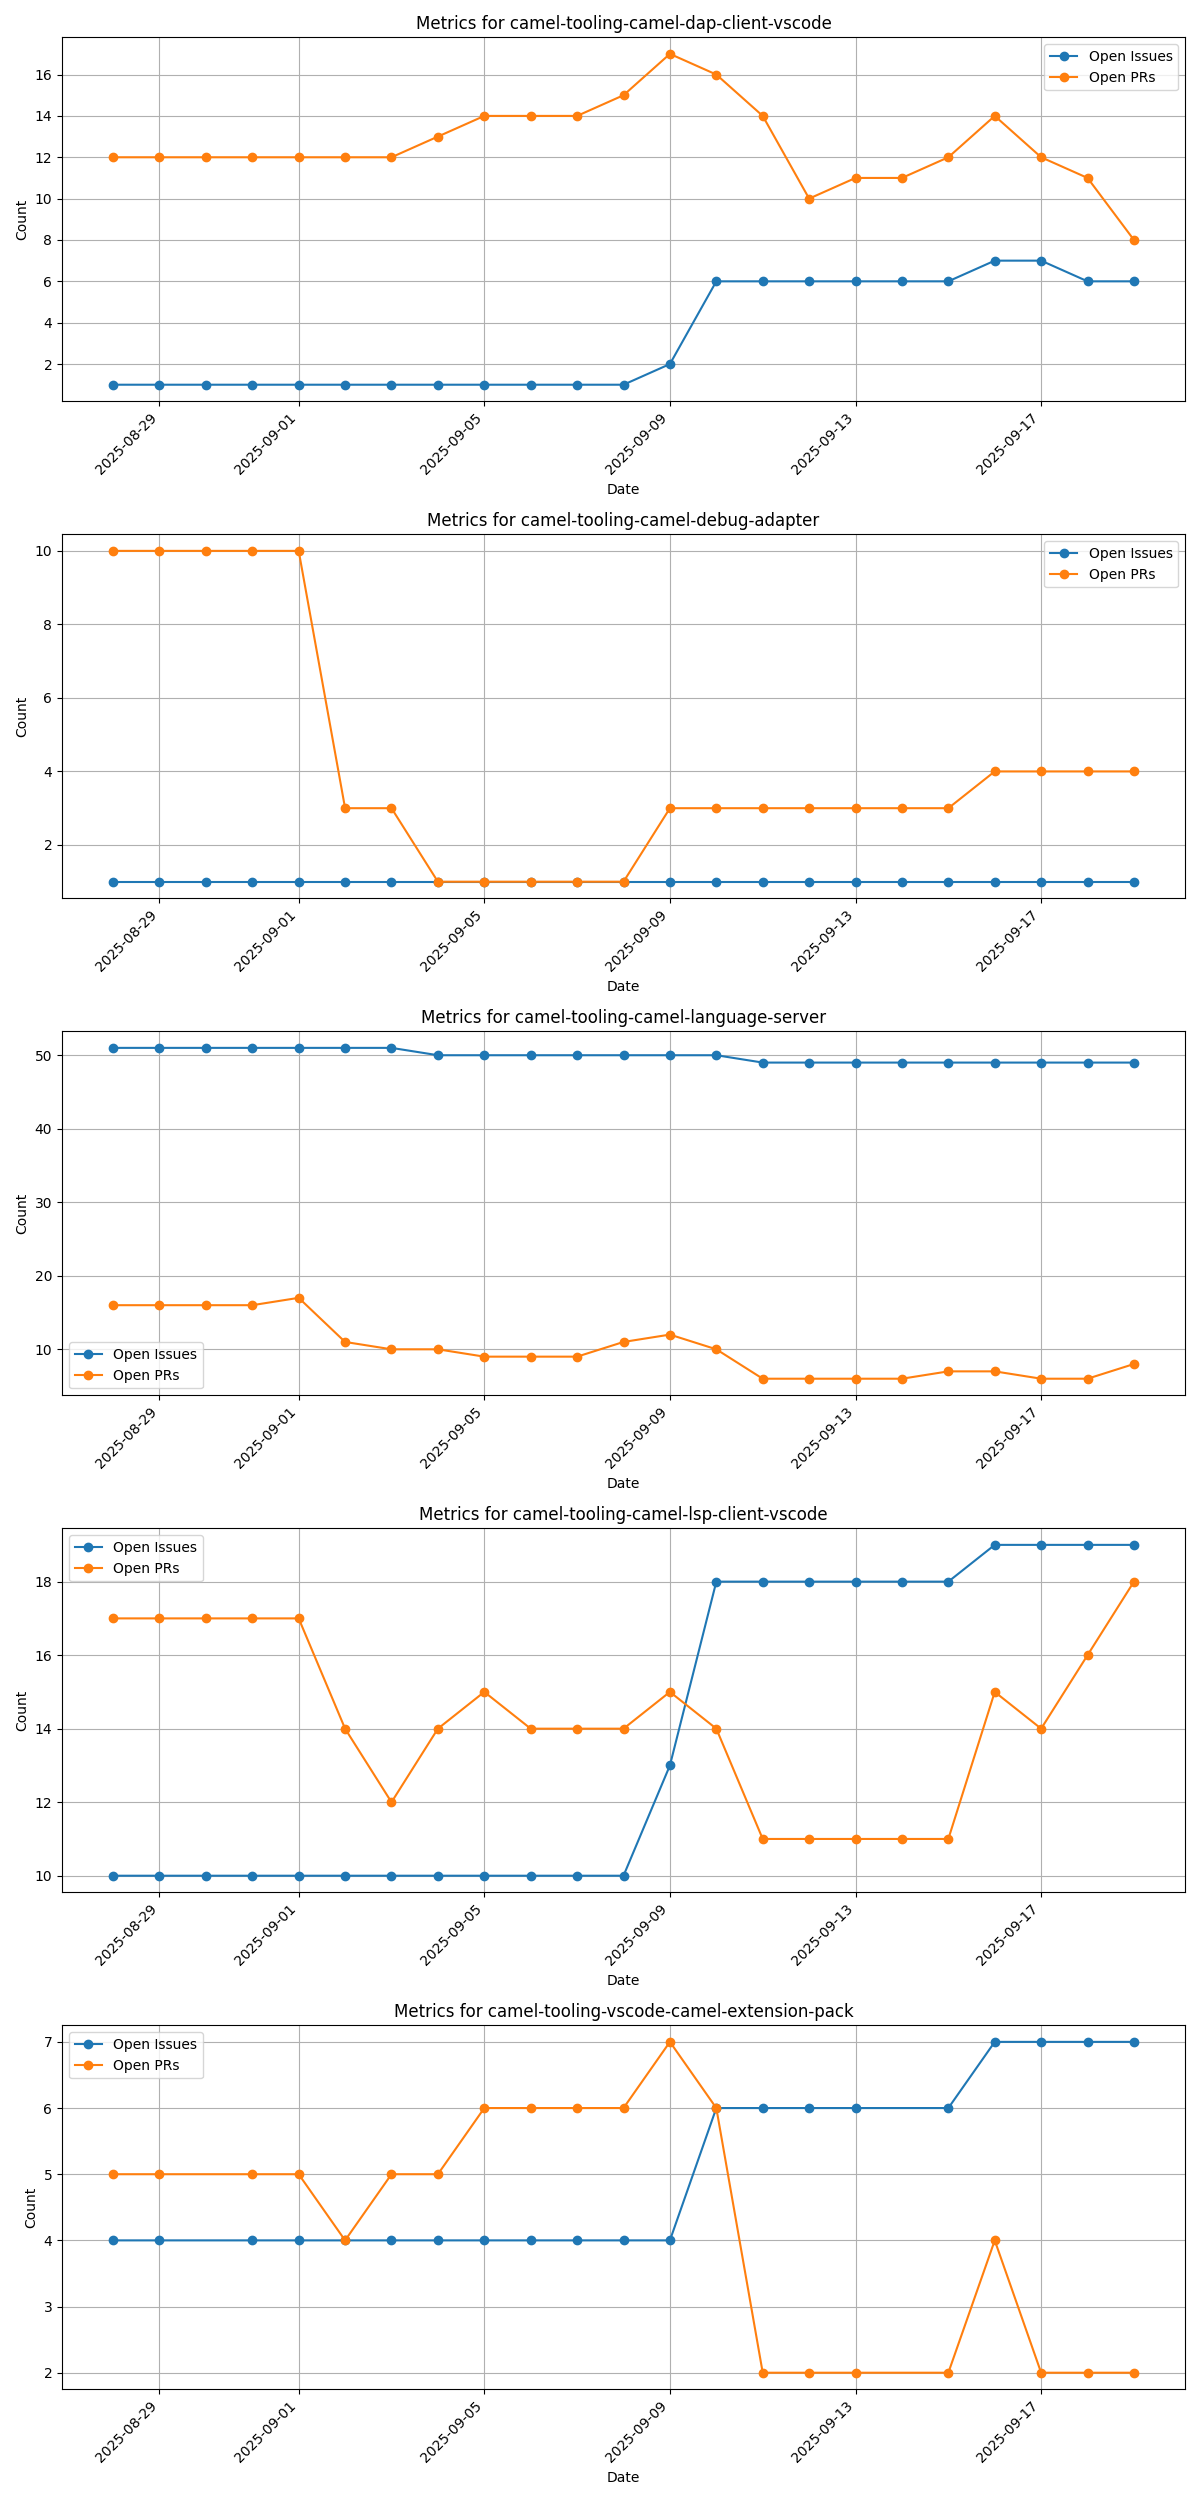 Metrics for camel-tooling-camel-dap-client-vscode
Open Issues
Open PRs
16
14
12
10
8
6
4
2
Count
2025-08-29
2025-09-01
2025-09-05
2025-09-09
2025-09-13
2025-09-17
Date
Metrics for camel-tooling-camel-debug-adapter
Open Issues
Open PRs
10
8
6
4
2
Count
2025-08-29
2025-09-01
2025-09-05
2025-09-09
2025-09-13
2025-09-17
Date
Metrics for camel-tooling-camel-language-server
50
40
30
20
10
Count
Open Issues
Open PRs
2025-08-29
2025-09-01
2025-09-05
2025-09-09
2025-09-13
2025-09-17
Date
Metrics for camel-tooling-camel-lsp-client-vscode
Open Issues
Open PRs
18
16
14
12
10
Count
2025-08-29
2025-09-01
2025-09-05
2025-09-09
2025-09-13
2025-09-17
Date
Metrics for camel-tooling-vscode-camel-extension-pack
Open Issues
Open PRs
7
6
5
4
3
2
Count
2025-08-29
2025-09-01
2025-09-05
2025-09-09
2025-09-13
2025-09-17
Date